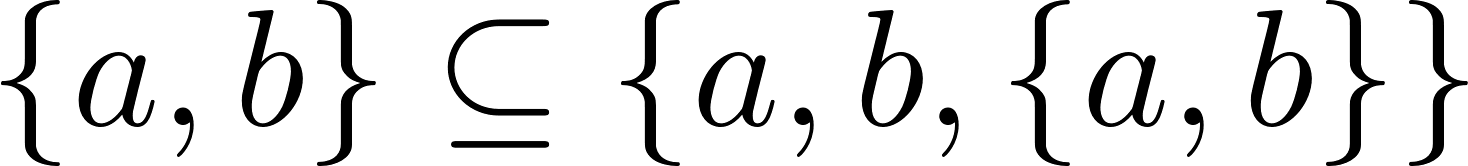 {a, b} ⊆ {a, b, {a, b}}